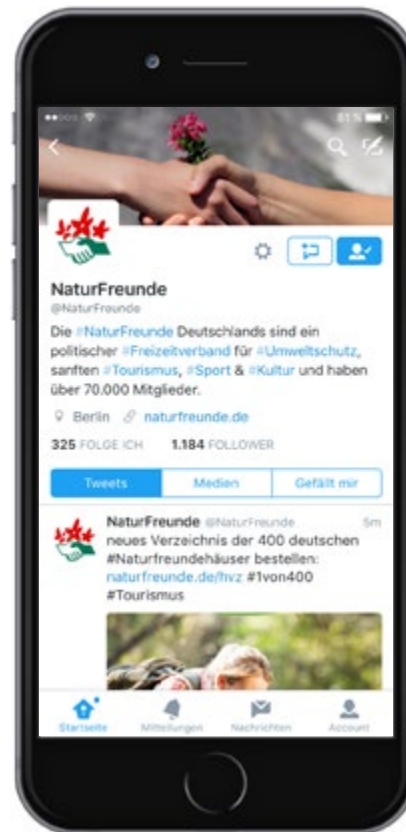 81 %
NaturFreunde
@NaturFreunde
Die #NaturFreunde Deutschlands sind ein
politischer #Freizeitverband für #Umweltschutz,
sanften #Tourismus, #Sport & #Kultur und haben
über 70.000 Mitglieder.
Berlin naturfreunde.de
325 FOLGE ICH 1.184 FOLLOWER
Tweets Medien Gefällt mir
NaturFreunde @NaturFreunde 5m
neues Verzeichnis der 400 deutschen
#Naturfreundehäuser bestellen:
naturfreunde.de/hvz #1von400
#Tourismus
Startseite Mitteilungen Nachrichten Account